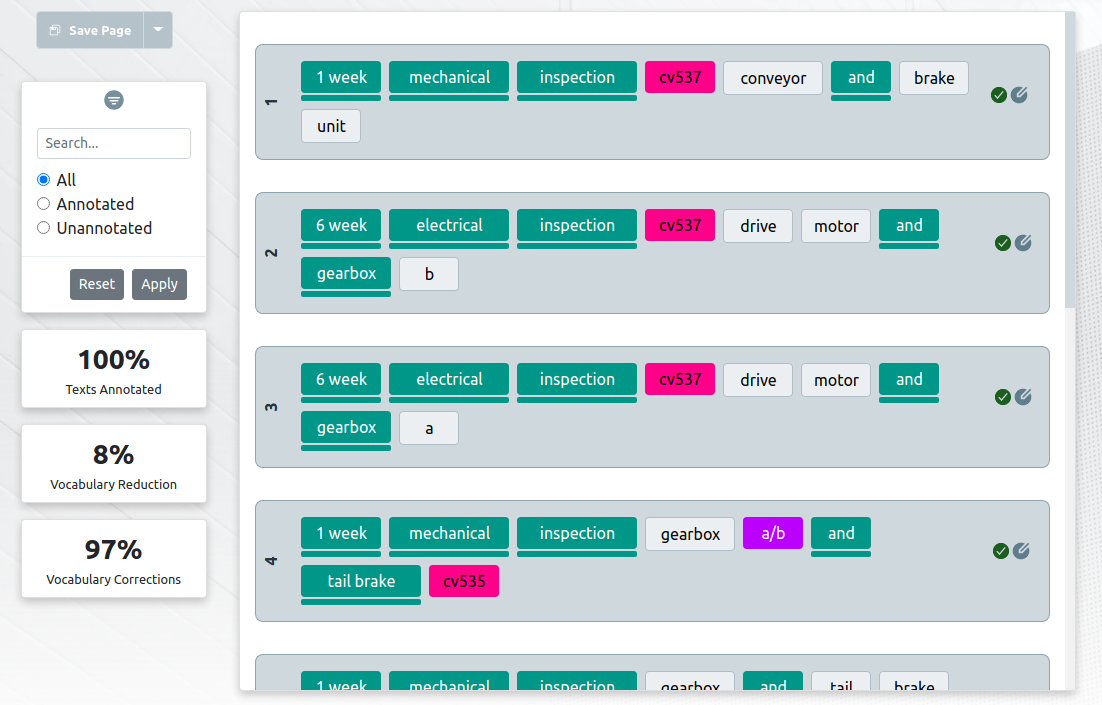 Save Page
Search...
All
Annotated
Unannotated
Reset Apply
100%
Texts Annotated
8%
Vocabulary Reduction
97%
Vocabulary Corrections
1
1 week mechanical inspection cv537 conveyor and brake
unit
2
6 week electrical inspection cv537 drive motor and
gearbox b
3
6 week electrical inspection cv537 drive motor and
gearbox a
4
1 week mechanical inspection gearbox a/b and
tail brake cv535
1 week mechanical inspection gearbox and tail brake